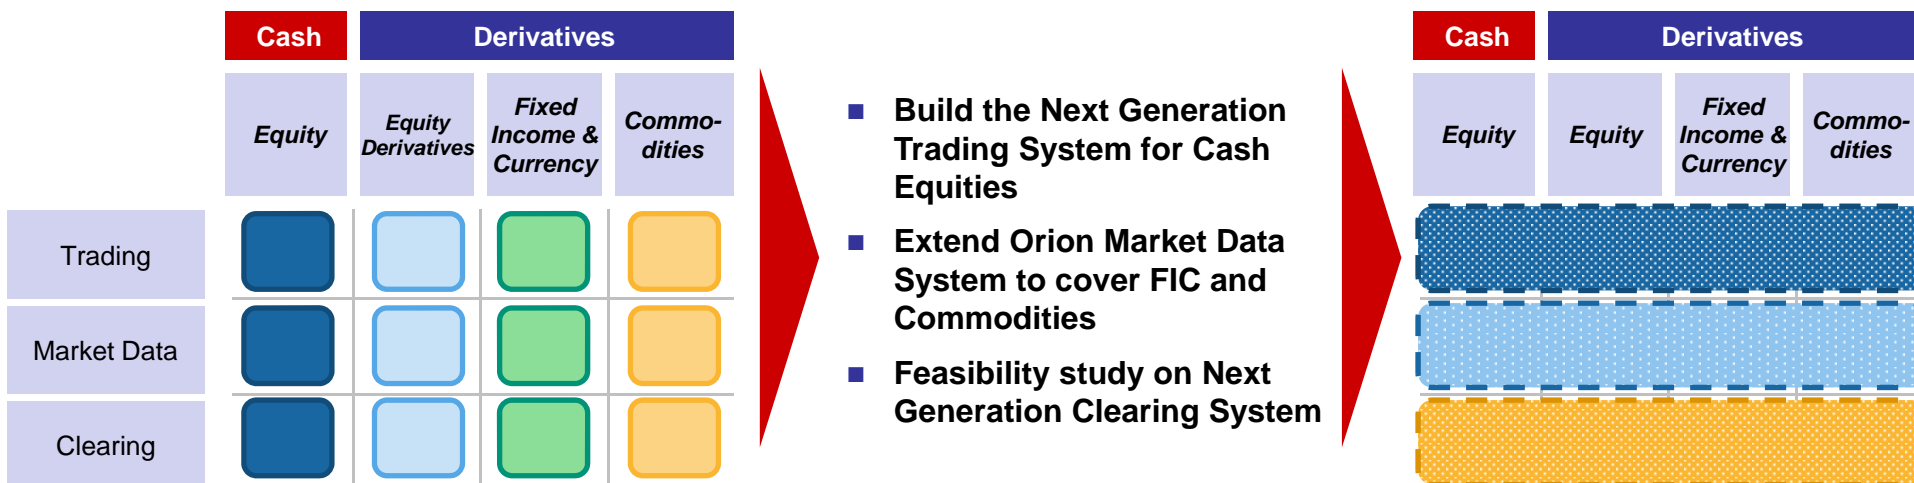 Cash
Derivatives
Equity
Equity
Derivatives
Fixed
Income &
Currency
Commo-
dities
Trading
Market Data
Clearing
Build the Next Generation
Trading System for Cash
Equities
Extend Orion Market Data
System to cover FIC and
Commodities
Feasibility study on Next
Generation Clearing System
Cash
Derivatives
Equity
Equity
Fixed
Income &
Currency
Commo-
dities